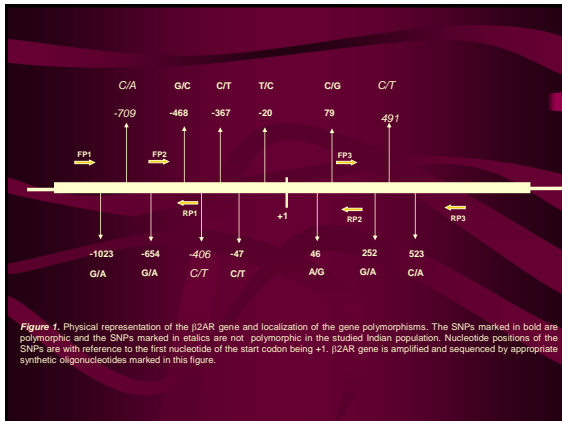 C/A G/C C/T T/C C/G C/T
-709 -468 -367 -20 79 491
FP1 FP2 FP3
RP1 +1 RP2 RP3
-1023 -654 -406 -47 46 252 523
G/A G/A C/T C/T A/G G/A C/A
Figure 1. Physical representation of the β2AR gene and localization of the gene polymorphisms. The SNPs marked in bold are
polymorphic and the SNPs marked in etalics are not polymorphic in the studied Indian population. Nucleotide positions of the
SNPs are with reference to the first nucleotide of the start codon being +1. β2AR gene is amplified and sequenced by appropriate
synthetic oligonucleotides marked in this figure.